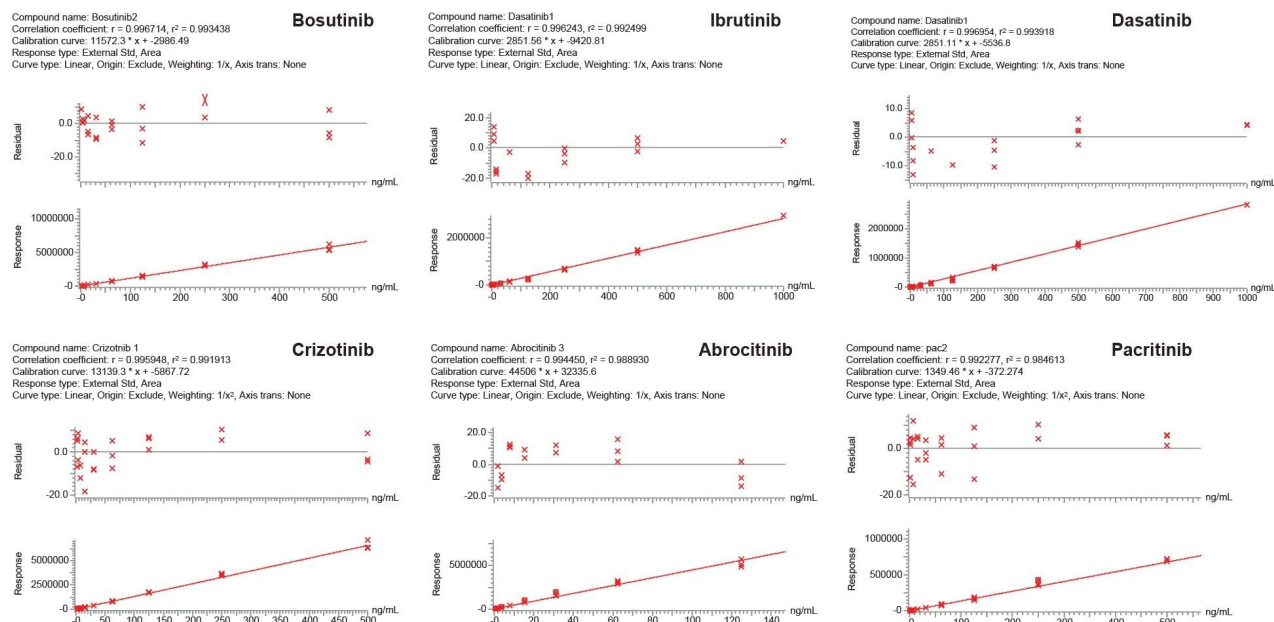 Bosutinib
Compound name: Bosutinib2
Correlation coefficient: r = 0.996714, r² = 0.993438
Calibration curve: 11572.3 * x + -2986.49
Response type: External Std, Area
Curve type: Linear, Origin: Exclude, Weighting: 1/x, Axis trans: None
Residual
0.0
-20.0
ng/mL
Response
10000000
5000000
-0
-0 100 200 300 400 500
Ibrutinib
Compound name: Dasatinib1
Correlation coefficient: r = 0.996243, r² = 0.992499
Calibration curve: 2851.56 * x + -9420.81
Response type: External Std, Area
Curve type: Linear, Origin: Exclude, Weighting: 1/x, Axis trans: None
Residual
20.0
0.0
-20.0
ng/mL
Response
2000000
-0
-0 200 400 600 800 1000
Dasatinib
Compound name: Dasatinib1
Correlation coefficient: r = 0.996954, r² = 0.993918
Calibration curve: 2851.11 * x + -5536.8
Response type: External Std, Area
Curve type: Linear, Origin: Exclude, Weighting: 1/x, Axis trans: None
Residual
10.0
0.0
-10.0
ng/mL
Response
2000000
1000000
-0
-0 100 200 300 400 500 600 700 800 900 1000
Crizotinib
Compound name: Crizotnib 1
Correlation coefficient: r = 0.995948, r² = 0.991913
Calibration curve: 13139.3 * x + -5867.72
Response type: External Std, Area
Curve type: Linear, Origin: Exclude, Weighting: 1/x², Axis trans: None
Residual
0.0
-20.0
ng/mL
Response
5000000
2500000
-0
-0 50 100 150 200 250 300 350 400 450 500
Abrocitinib
Compound name: Abrocitinib 3
Correlation coefficient: r = 0.994450, r² = 0.988930
Calibration curve: 44506 * x + 32335.6
Response type: External Std, Area
Curve type: Linear, Origin: Exclude, Weighting: 1/x, Axis trans: None
Residual
20.0
0.0
-20.0
ng/mL
Response
5000000
-0
-0 20 40 60 80 100 120 140
Pacritinib
Compound name: pac2
Correlation coefficient: r = 0.992277, r² = 0.984613
Calibration curve: 1349.46 * x + -372.274
Response type: External Std, Area
Curve type: Linear, Origin: Exclude, Weighting: 1/x², Axis trans: None
Residual
0.0
-20.0
ng/mL
Response
1000000
500000
-0
-0 100 200 300 400 500 600